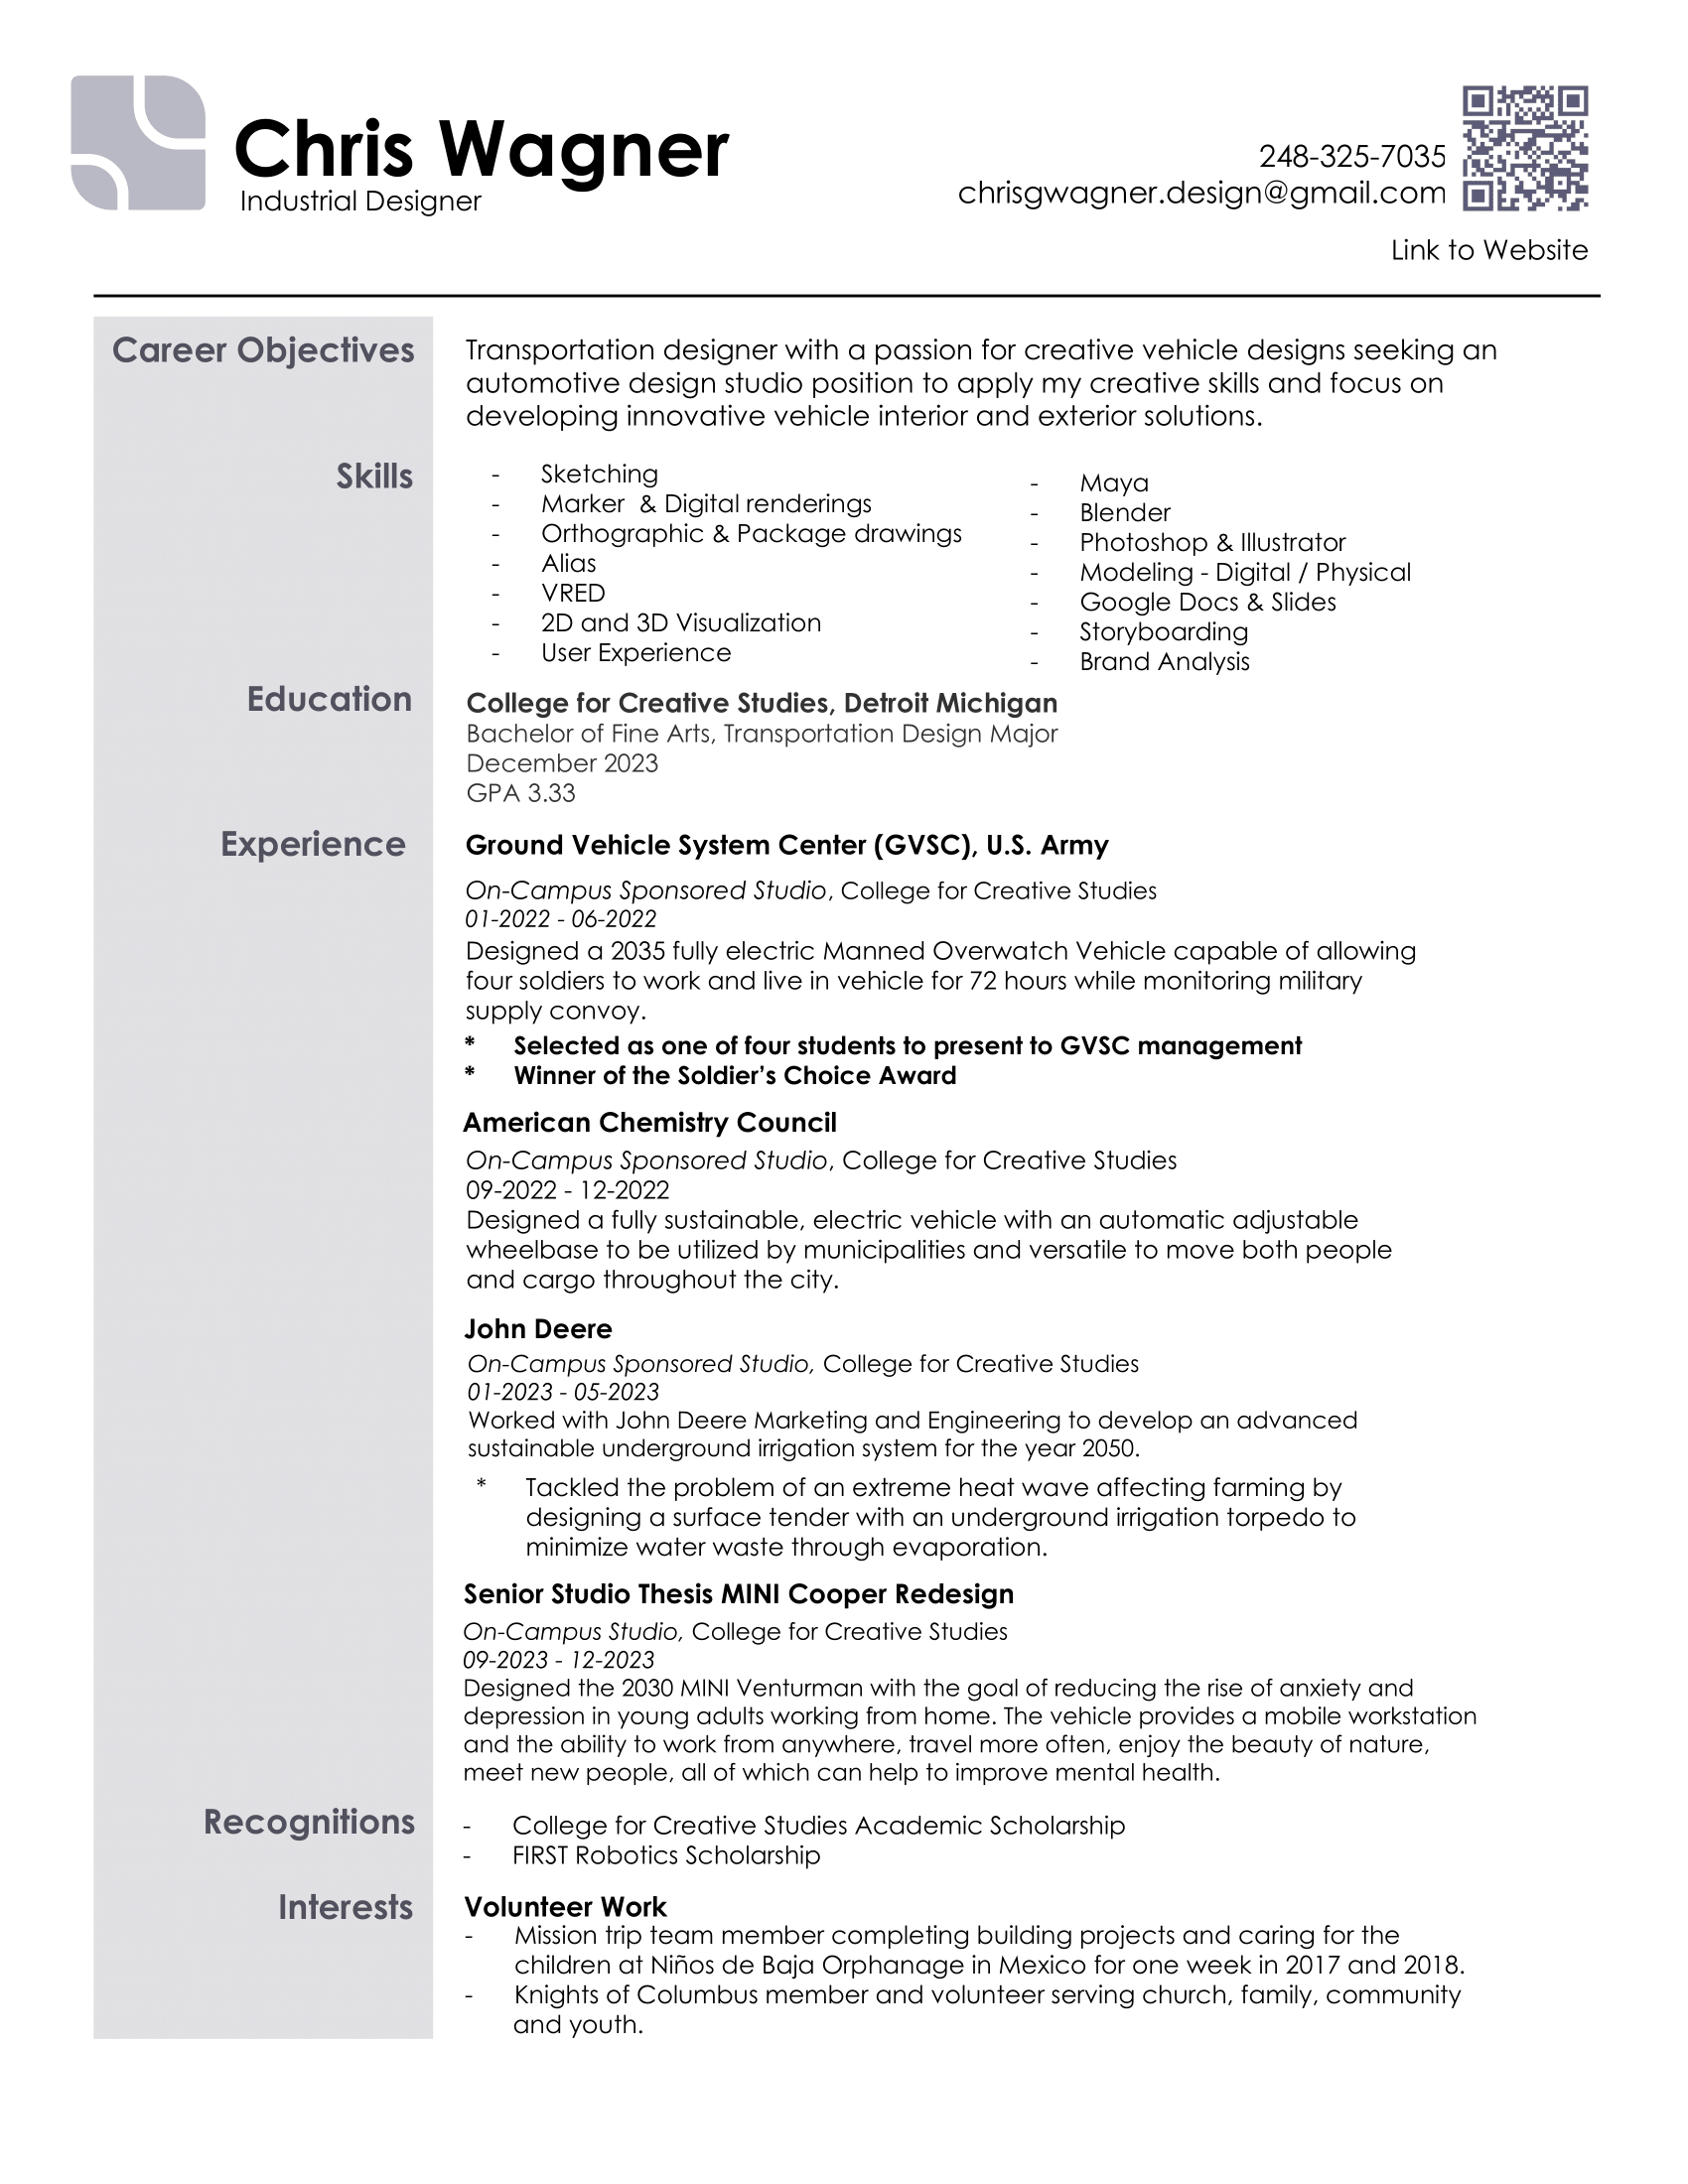 Chris Wagner
Industrial Designer
248-325-7035
chrisgwagner.design@gmail.com
Link to Website
Career Objectives
Transportation designer with a passion for creative vehicle designs seeking an
automotive design studio position to apply my creative skills and focus on
developing innovative vehicle interior and exterior solutions.
Skills
- Sketching
- Marker & Digital renderings
- Orthographic & Package drawings
- Alias
- VRED
- 2D and 3D Visualization
- User Experience
- Maya
- Blender
- Photoshop & Illustrator
- Modeling - Digital / Physical
- Google Docs & Slides
- Storyboarding
- Brand Analysis
Education
College for Creative Studies, Detroit Michigan
Bachelor of Fine Arts, Transportation Design Major
December 2023
GPA 3.33
Experience
Ground Vehicle System Center (GVSC), U.S. Army
On-Campus Sponsored Studio, College for Creative Studies
01-2022 - 06-2022
Designed a 2035 fully electric Manned Overwatch Vehicle capable of allowing
four soldiers to work and live in vehicle for 72 hours while monitoring military
supply convoy.
* Selected as one of four students to present to GVSC management
* Winner of the Soldier's Choice Award
American Chemistry Council
On-Campus Sponsored Studio, College for Creative Studies
09-2022 - 12-2022
Designed a fully sustainable, electric vehicle with an automatic adjustable
wheelbase to be utilized by municipalities and versatile to move both people
and cargo throughout the city.
John Deere
On-Campus Sponsored Studio, College for Creative Studies
01-2023 - 05-2023
Worked with John Deere Marketing and Engineering to develop an advanced
sustainable underground irrigation system for the year 2050.
* Tackled the problem of an extreme heat wave affecting farming by
designing a surface tender with an underground irrigation torpedo to
minimize water waste through evaporation.
Senior Studio Thesis MINI Cooper Redesign
On-Campus Studio, College for Creative Studies
09-2023 - 12-2023
Designed the 2030 MINI Venturman with the goal of reducing the rise of anxiety and
depression in young adults working from home. The vehicle provides a mobile workstation
and the ability to work from anywhere, travel more often, enjoy the beauty of nature,
meet new people, all of which can help to improve mental health.
Recognitions
- College for Creative Studies Academic Scholarship
- FIRST Robotics Scholarship
Interests
Volunteer Work
- Mission trip team member completing building projects and caring for the
children at Niños de Baja Orphanage in Mexico for one week in 2017 and 2018.
- Knights of Columbus member and volunteer serving church, family, community
and youth.